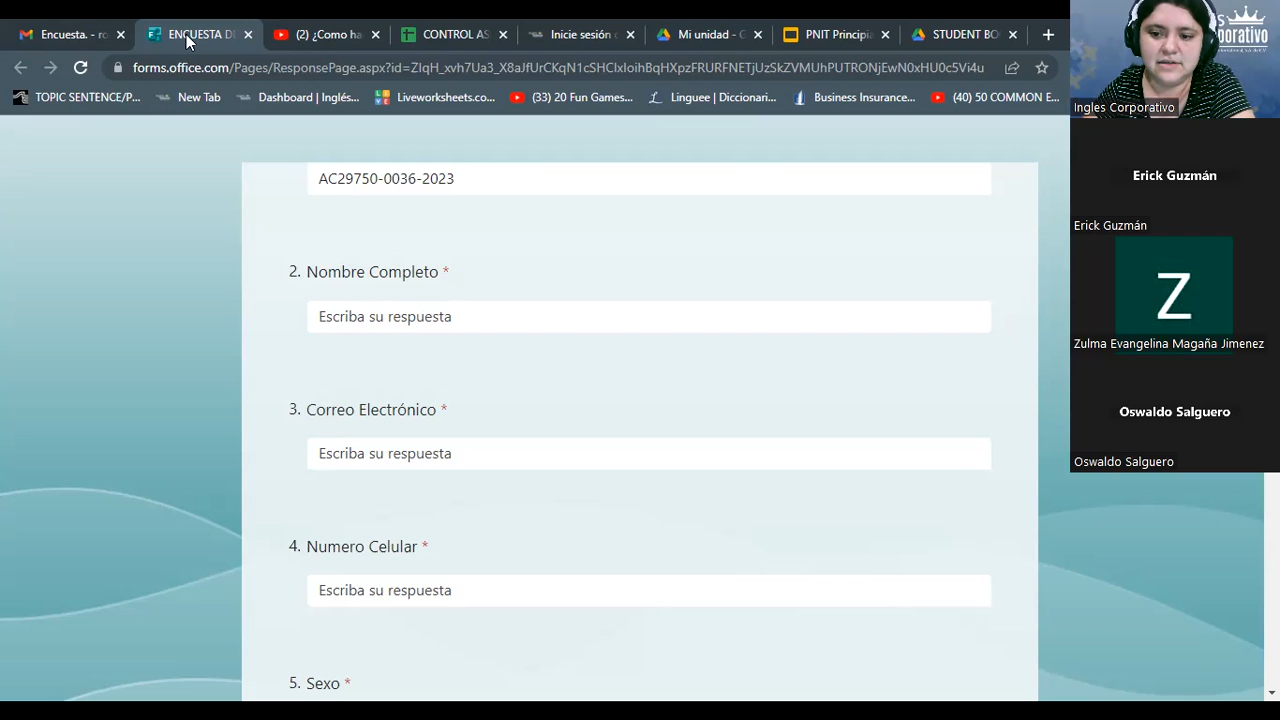 Encuesta. - ro
ENCUESTA DI
(2) ¿Como ha
CONTROL AS
Inicie sesión
Mi unidad - G
PNIT Principia
STUDENT BO
forms.office.com/Pages/ResponsePage.aspx?id=ZIqH_xvh7Ua3_X8aJfUrCKqN1cSHClxIoihBqHXpzFRURFNETjUzSkZVMUhPUTRONjEwN0xHU0c5Vi4u
TOPIC SENTENCE/P...
New Tab
Dashboard | Inglés...
Liveworksheets.co...
(33) 20 Fun Games...
Linguee | Diccionari...
Business Insurance...
(40) 50 COMMON E...
AC29750-0036-2023
2. Nombre Completo *
Escriba su respuesta
3. Correo Electrónico *
Escriba su respuesta
4. Numero Celular *
Escriba su respuesta
5. Sexo *
Ingles Corporativo
Erick Guzmán
Erick Guzmán
Z
Zulma Evangelina Magaña Jimenez
Oswaldo Salguero
Oswaldo Salguero